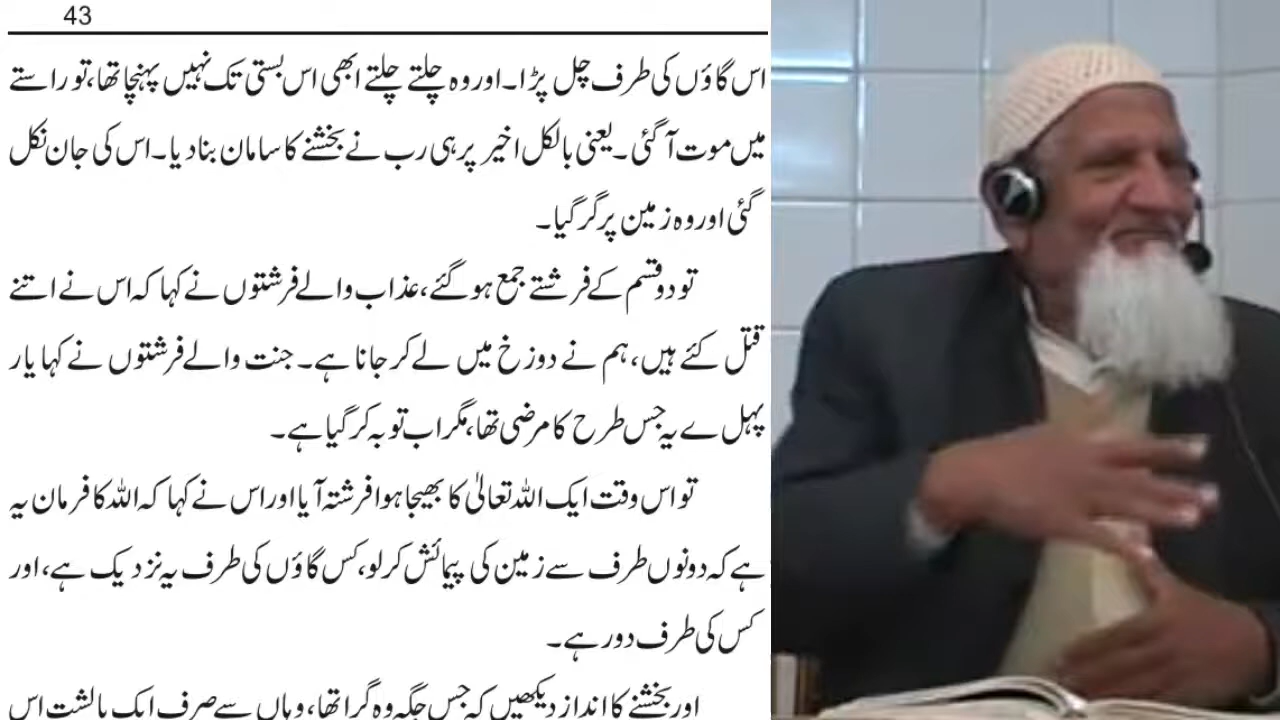 43
اس گاؤں کی طرف چل پڑا۔ اور وہ چلتے چلتے ابھی اس بستی تک نہیں پہنچا تھا، تو راستے
میں موت آ گئی۔ یعنی بالکل اخیر پر ہی رب نے بخشنے کا سامان بنا دیا۔ اس کی جان نکل
گئی اور وہ زمین پر گر گیا۔
تو دو قسم کے فرشتے جمع ہو گئے، عذاب والے فرشتوں نے کہا کہ اس نے اتنے
قتل کئے ہیں، ہم نے دوزخ میں لے کر جانا ہے۔ جنت والے فرشتوں نے کہا یار
پہل ے یہ جس طرح کا مرضی تھا، مگر اب توبہ کر گیا ہے۔
تو اس وقت ایک اللہ تعالیٰ کا بھیجا ہوا فرشتہ آیا اور اس نے کہا کہ اللہ کا فرمان یہ
ہے کہ دونوں طرف سے زمین کی پیمائش کر لو، کس گاؤں کی طرف یہ نزدیک ہے، اور
کس کی طرف دور ہے۔
اور بخشنے کا انداز دیکھیں کہ جس جگہ وہ گرا تھا، وہاں سے صرف ایک بالشت اس